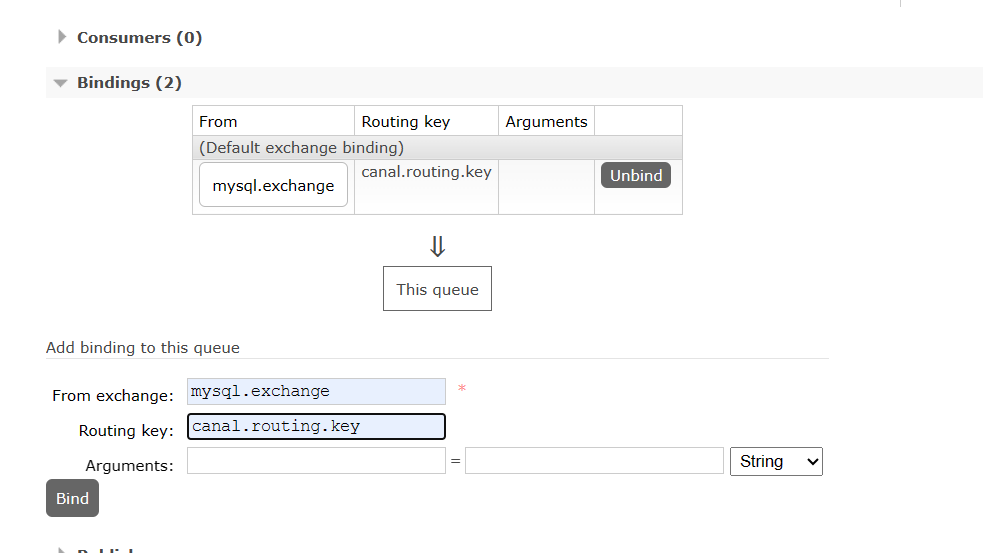 Consumers (0)
Bindings (2)
From Routing key Arguments
(Default exchange binding)
mysql.exchange canal.routing.key Unbind
⇓
This queue
Add binding to this queue
From exchange: mysql.exchange *
Routing key: canal.routing.key
Arguments: = String
Bind